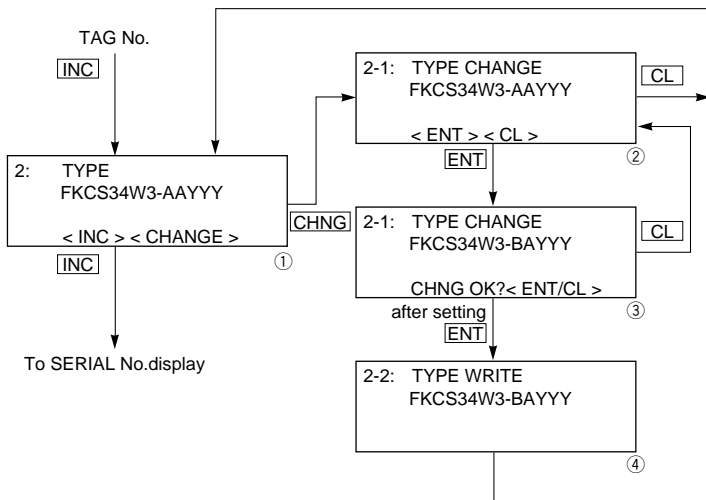 TAG No.
INC
2: TYPE
FKCS34W3-AAYYY
< INC > < CHANGE >
①
INC
To SERIAL No.display
CHNG
2-1: TYPE CHANGE
FKCS34W3-AAYYY
< ENT > < CL >
②
CL
ENT
2-1: TYPE CHANGE
FKCS34W3-BAYYY
CHNG OK?< ENT/CL >
③
CL
after setting
ENT
2-2: TYPE WRITE
FKCS34W3-BAYYY
④